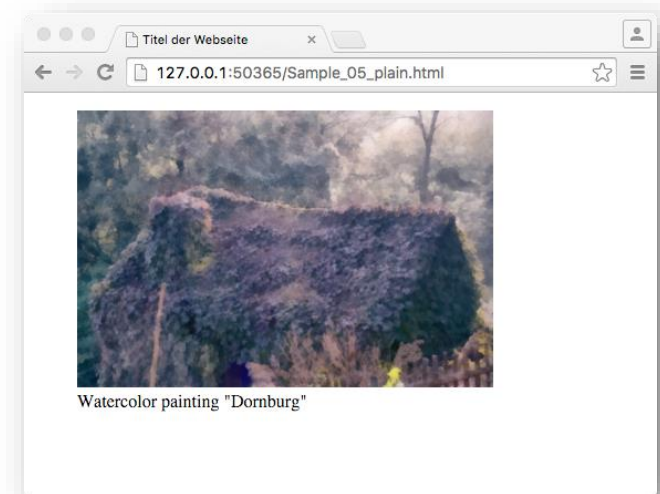 Titel der Webseite
127.0.0.1:50365/Sample_05_plain.html
Watercolor painting "Dornburg"